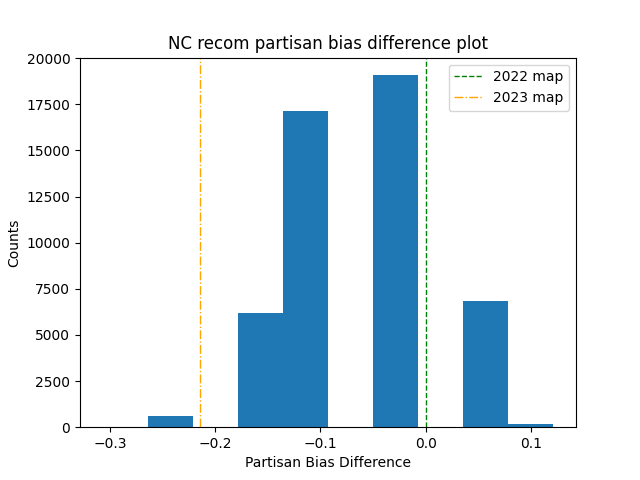 NC recom partisan bias difference plot
20000
17500
15000
12500
10000
7500
5000
2500
0
Counts
2022 map
2023 map
−0.3
−0.2
−0.1
0.0
0.1
Partisan Bias Difference